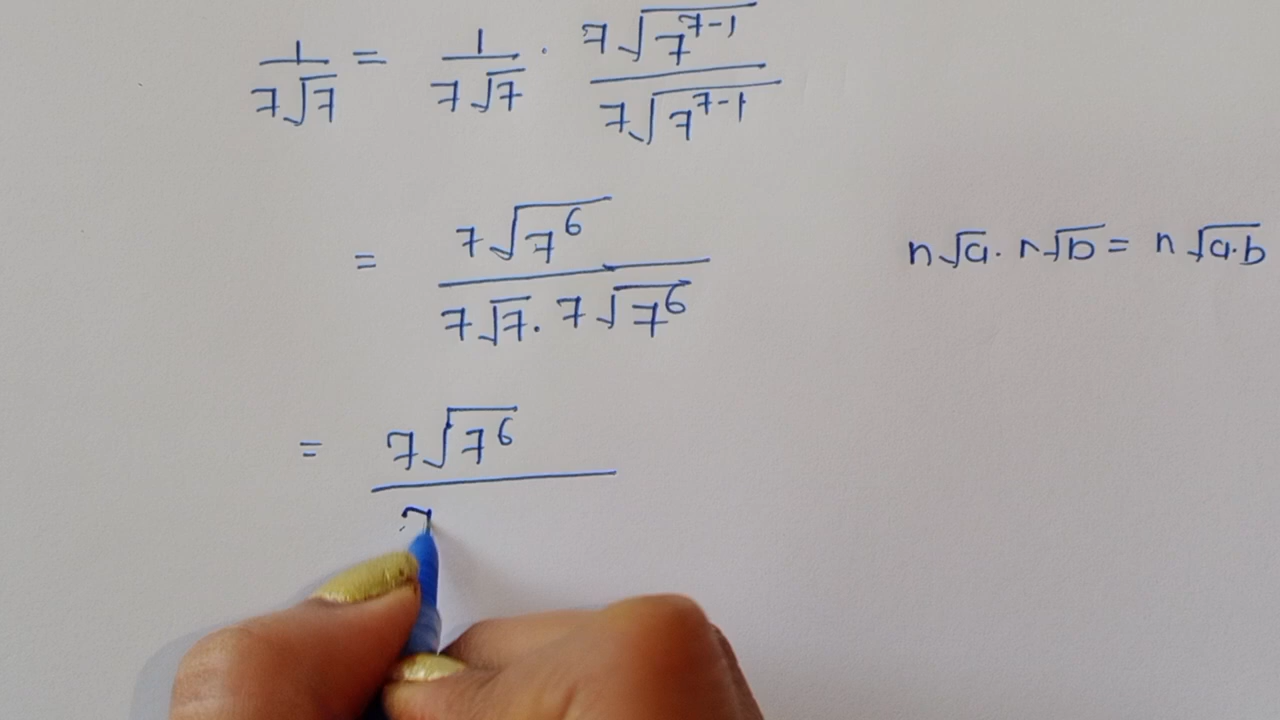 1/7√7 = 1/7√7 · 7√7^7-1/7√7^7-1
= 7√7^6/7√7 . 7√7^6
n√a . n√b = n√a.b
= 7√7^6/7